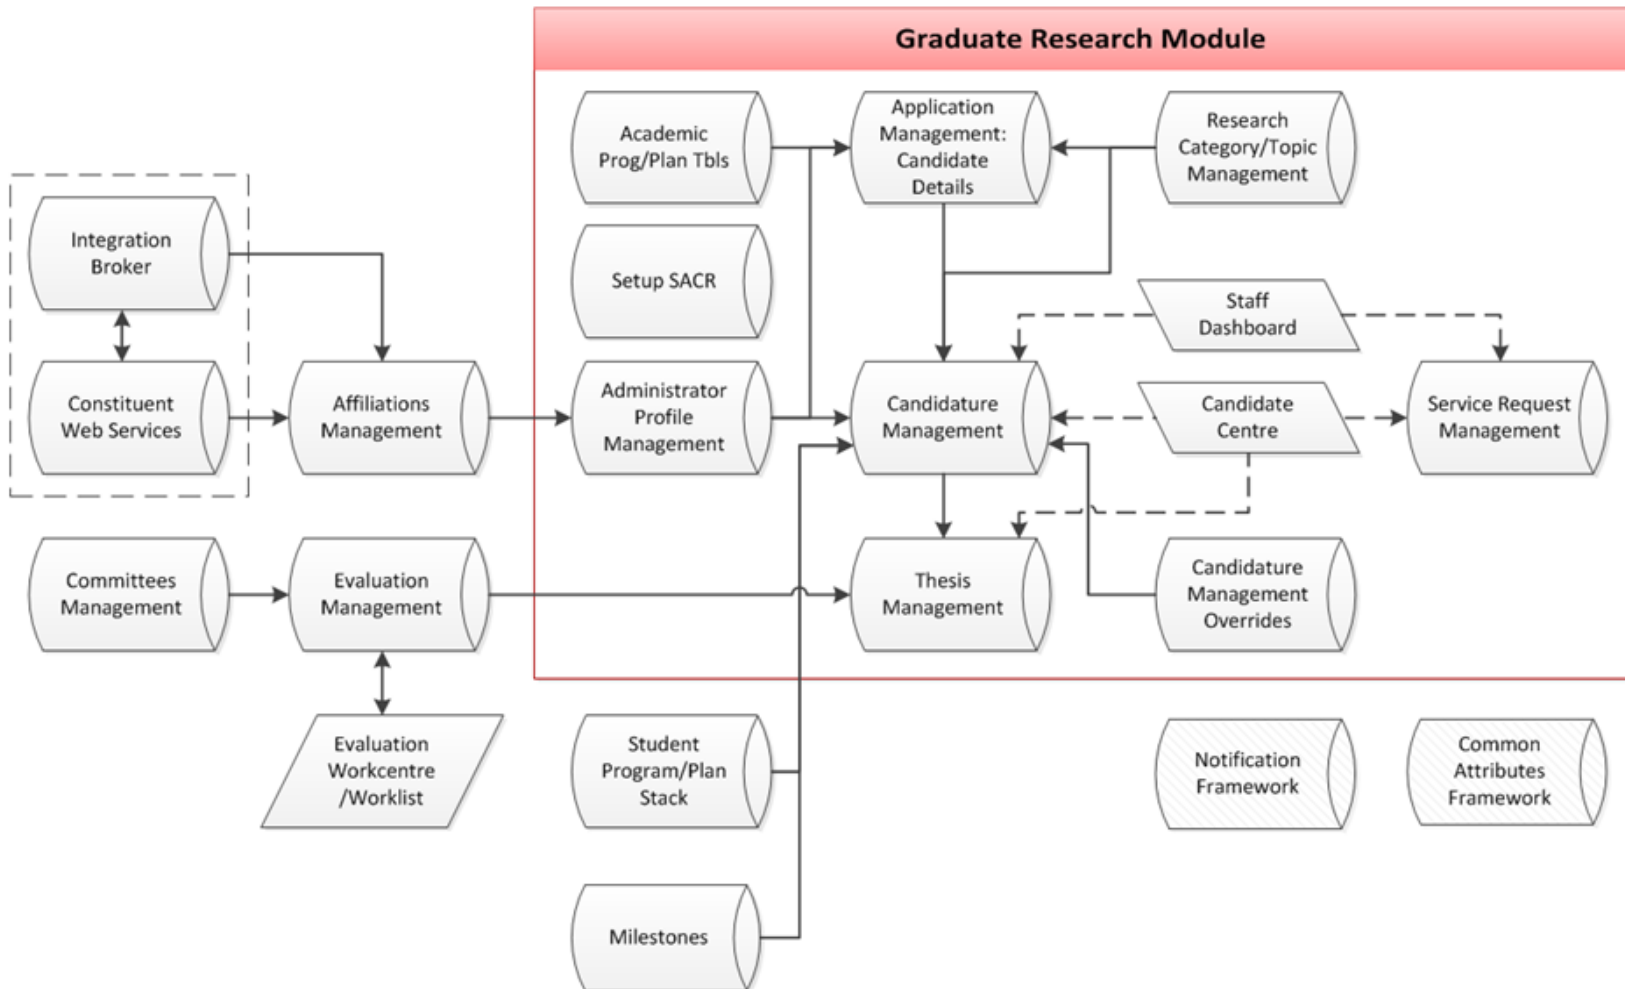 Graduate Research Module
Academic
Prog/Plan Tbls
Application
Management:
Candidate
Details
Research
Category/Topic
Management
Integration
Broker
Setup SACR
Staff
Dashboard
Constituent
Web Services
Affiliations
Management
Administrator
Profile
Management
Candidature
Management
Candidate
Centre
Service Request
Management
Committees
Management
Evaluation
Management
Thesis
Management
Candidature
Management
Overrides
Evaluation
Workcentre
/Worklist
Student
Program/Plan
Stack
Notification
Framework
Common
Attributes
Framework
Milestones